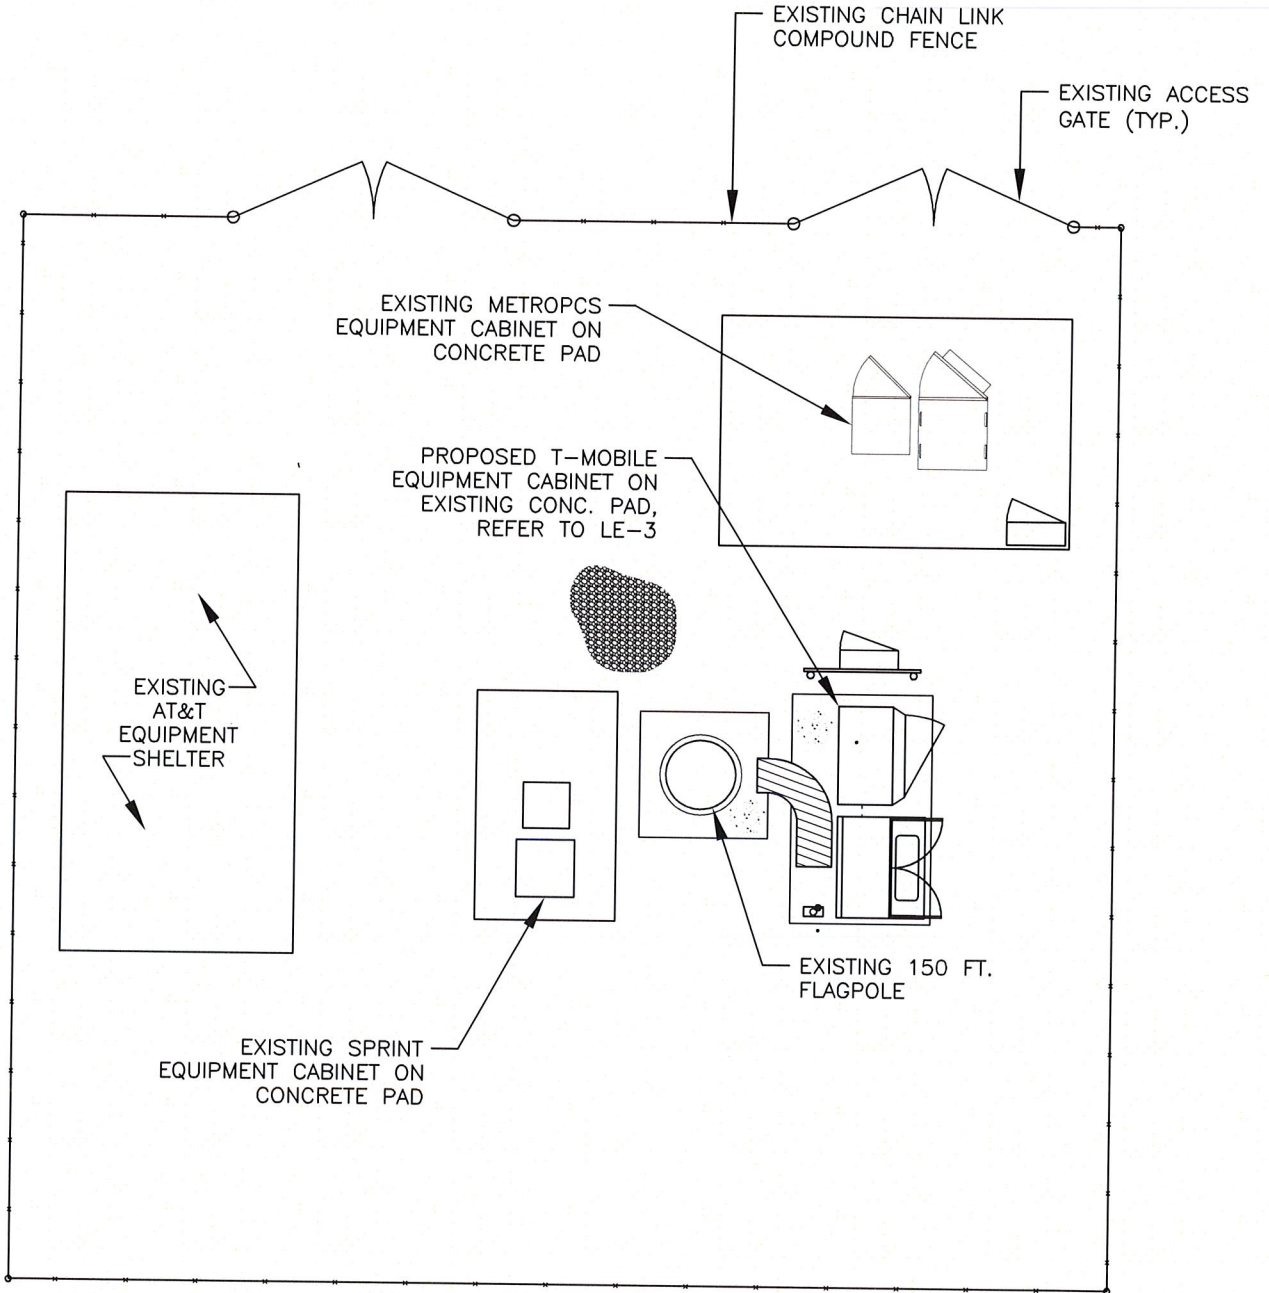 EXISTING CHAIN LINK
COMPOUND FENCE
EXISTING ACCESS
GATE (TYP.)
EXISTING METROPCS
EQUIPMENT CABINET ON
CONCRETE PAD
PROPOSED T-MOBILE
EQUIPMENT CABINET ON
EXISTING CONC. PAD,
REFER TO LE-3
EXISTING
AT&T
EQUIPMENT
SHELTER
EXISTING 150 FT.
FLAGPOLE
EXISTING SPRINT
EQUIPMENT CABINET ON
CONCRETE PAD